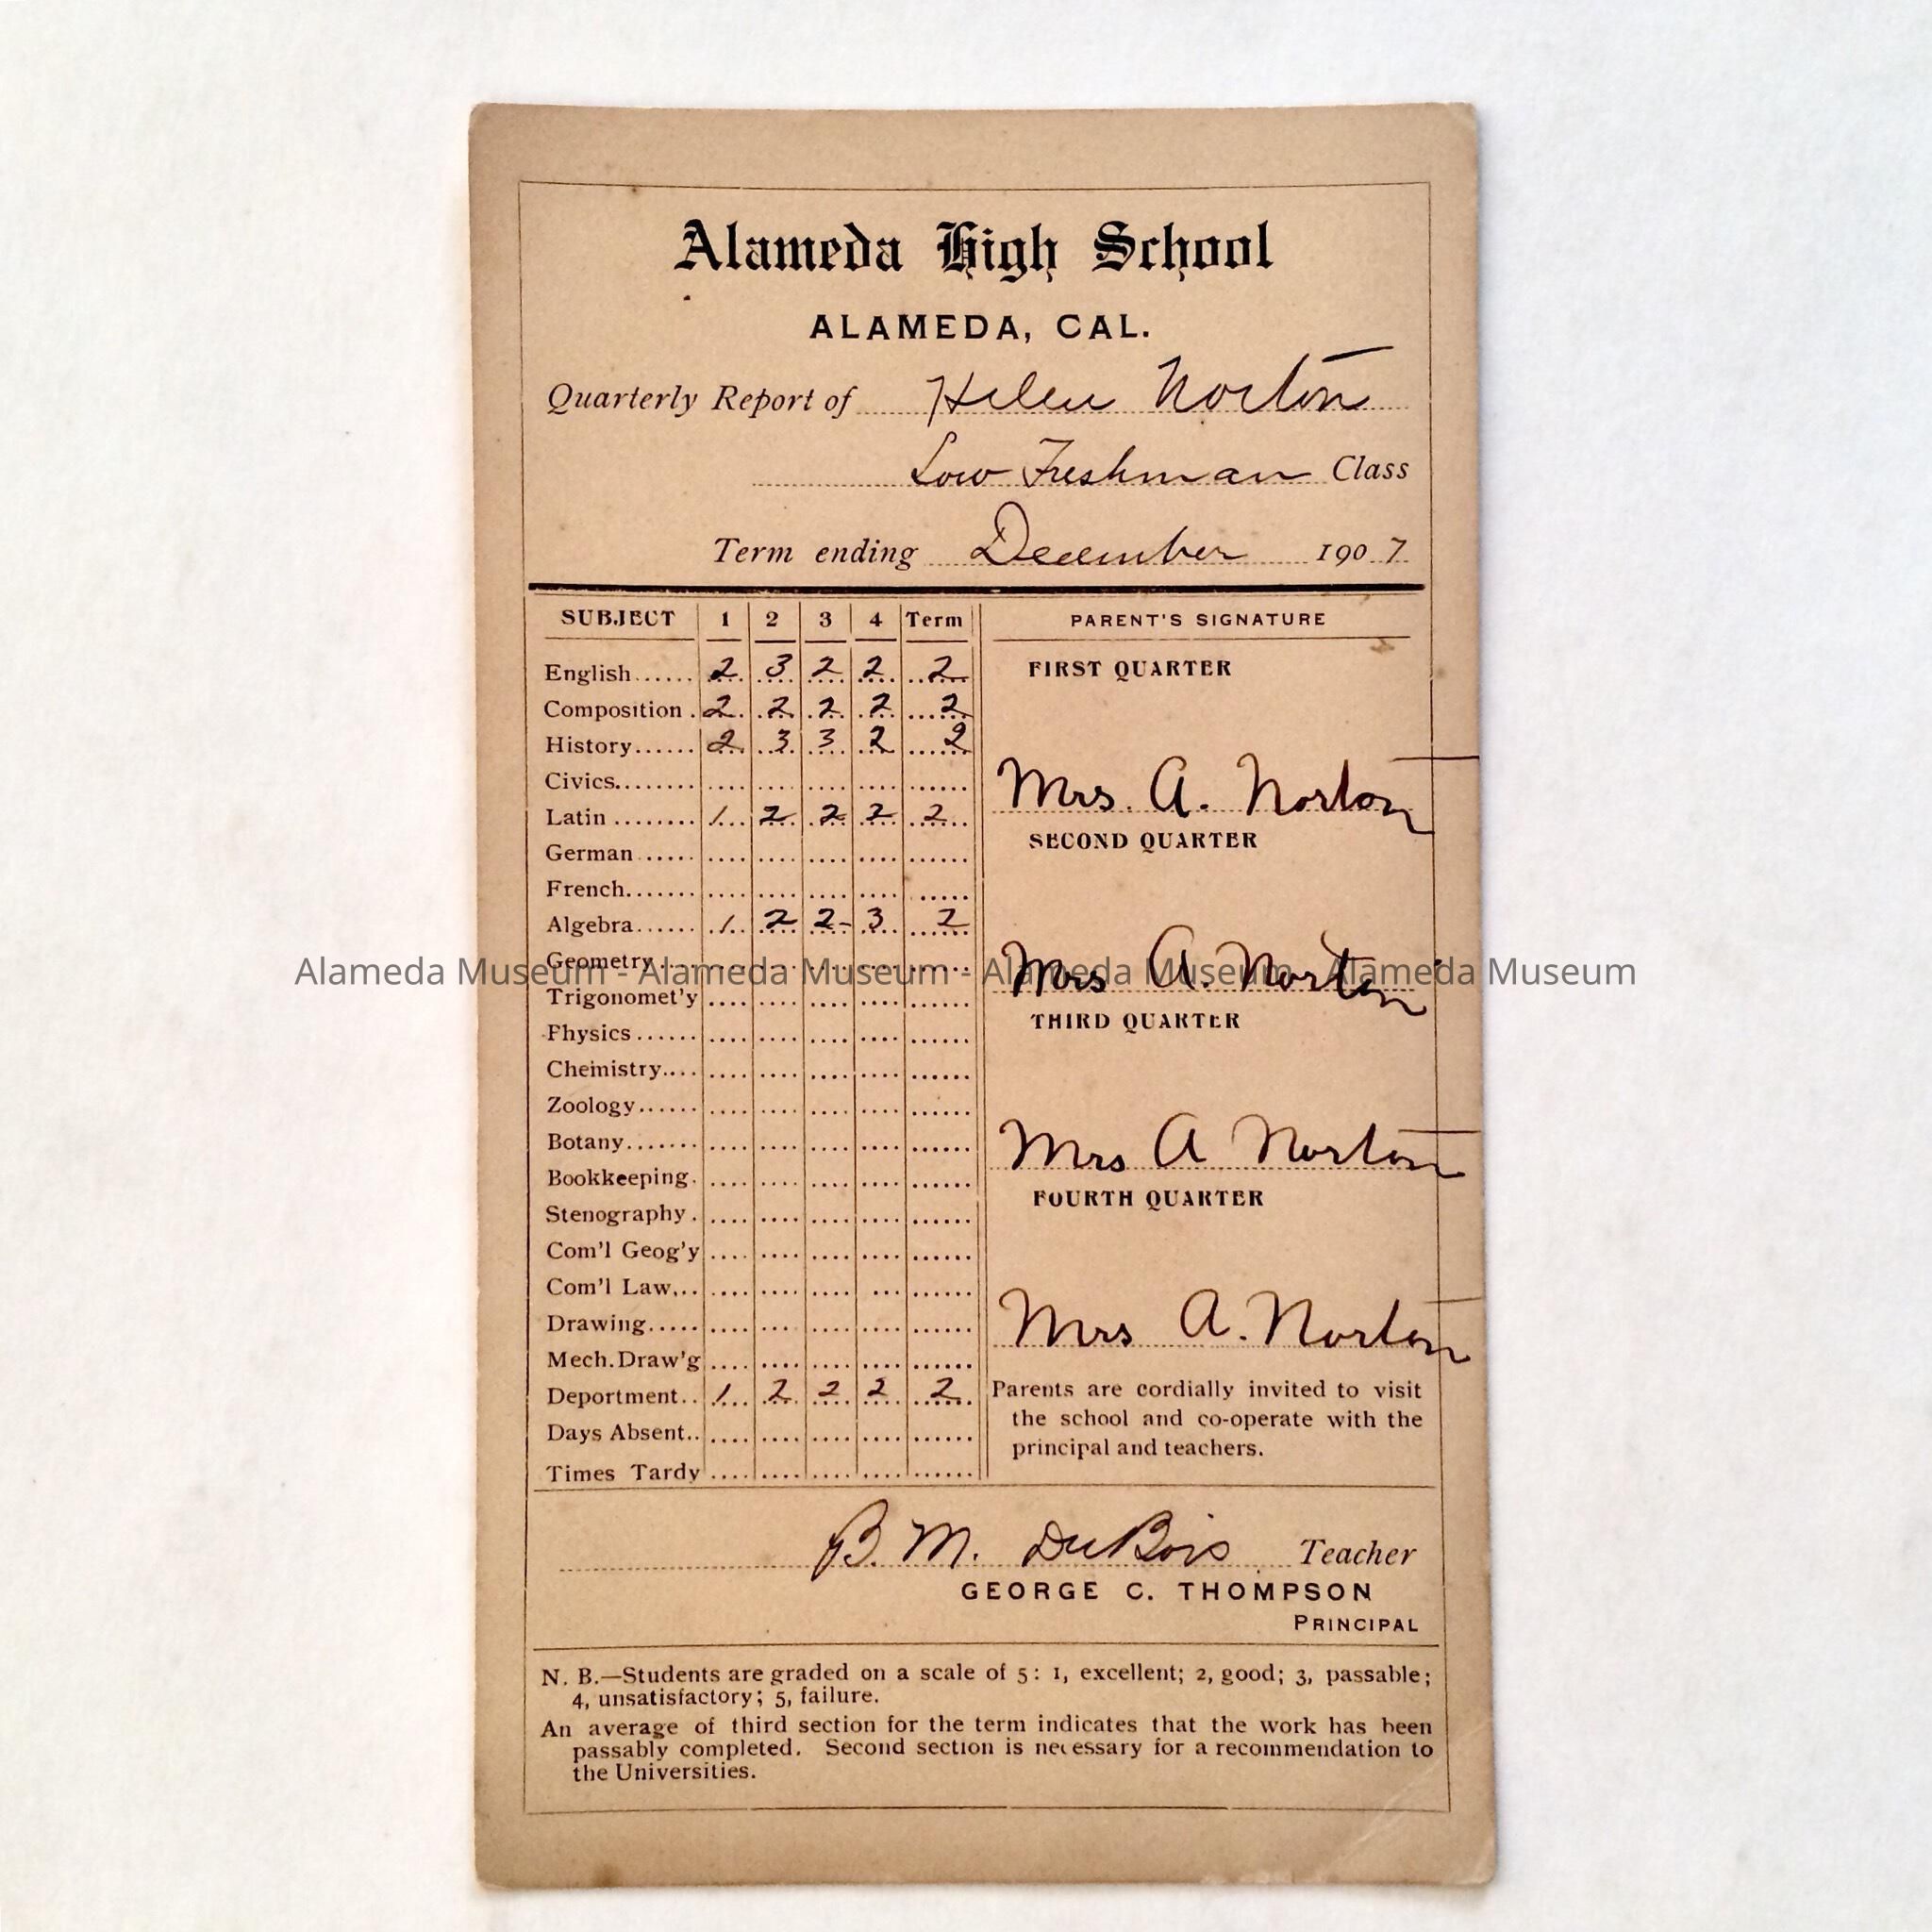 Alameda High School
ALAMEDA, CAL.
Quarterly Report of Helen Norton
Low Freshman Class
Term ending December 1907
SUBJECT 1 2 3 4 Term
English...... 2 3 2 2 2
Composition . 2 2 2 2 2
History...... 2 3 3 2 2
Civics........
Latin ........ 1 2 2 2 2
German ......
French.......
Algebra...... 1 2 2- 3 2
Geometry ....
Trigonomet'y
Physics ......
Chemistry....
Zoology......
Botany.......
Bookkeeping.
Stenography .
Com'l Geog'y
Com'l Law...
Drawing.....
Mech.Draw'g
Deportment.. 1 2 2 2 2
Days Absent..
Times Tardy
PARENT'S SIGNATURE
FIRST QUARTER
Mrs. A. Norton
SECOND QUARTER
Mrs A. Norton
THIRD QUARTER
Mrs A Norton
FOURTH QUARTER
Mrs A. Norton
Parents are cordially invited to visit
the school and co-operate with the
principal and teachers.
B. M. DuBois Teacher
GEORGE C. THOMPSON
PRINCIPAL
N. B.—Students are graded on a scale of 5: 1, excellent; 2, good; 3, passable;
4, unsatisfactory; 5, failure.
An average of third section for the term indicates that the work has been
passably completed. Second section is necessary for a recommendation to
the Universities.
Alameda Museum - Alameda Museum - Alameda Museum - Alameda Museum